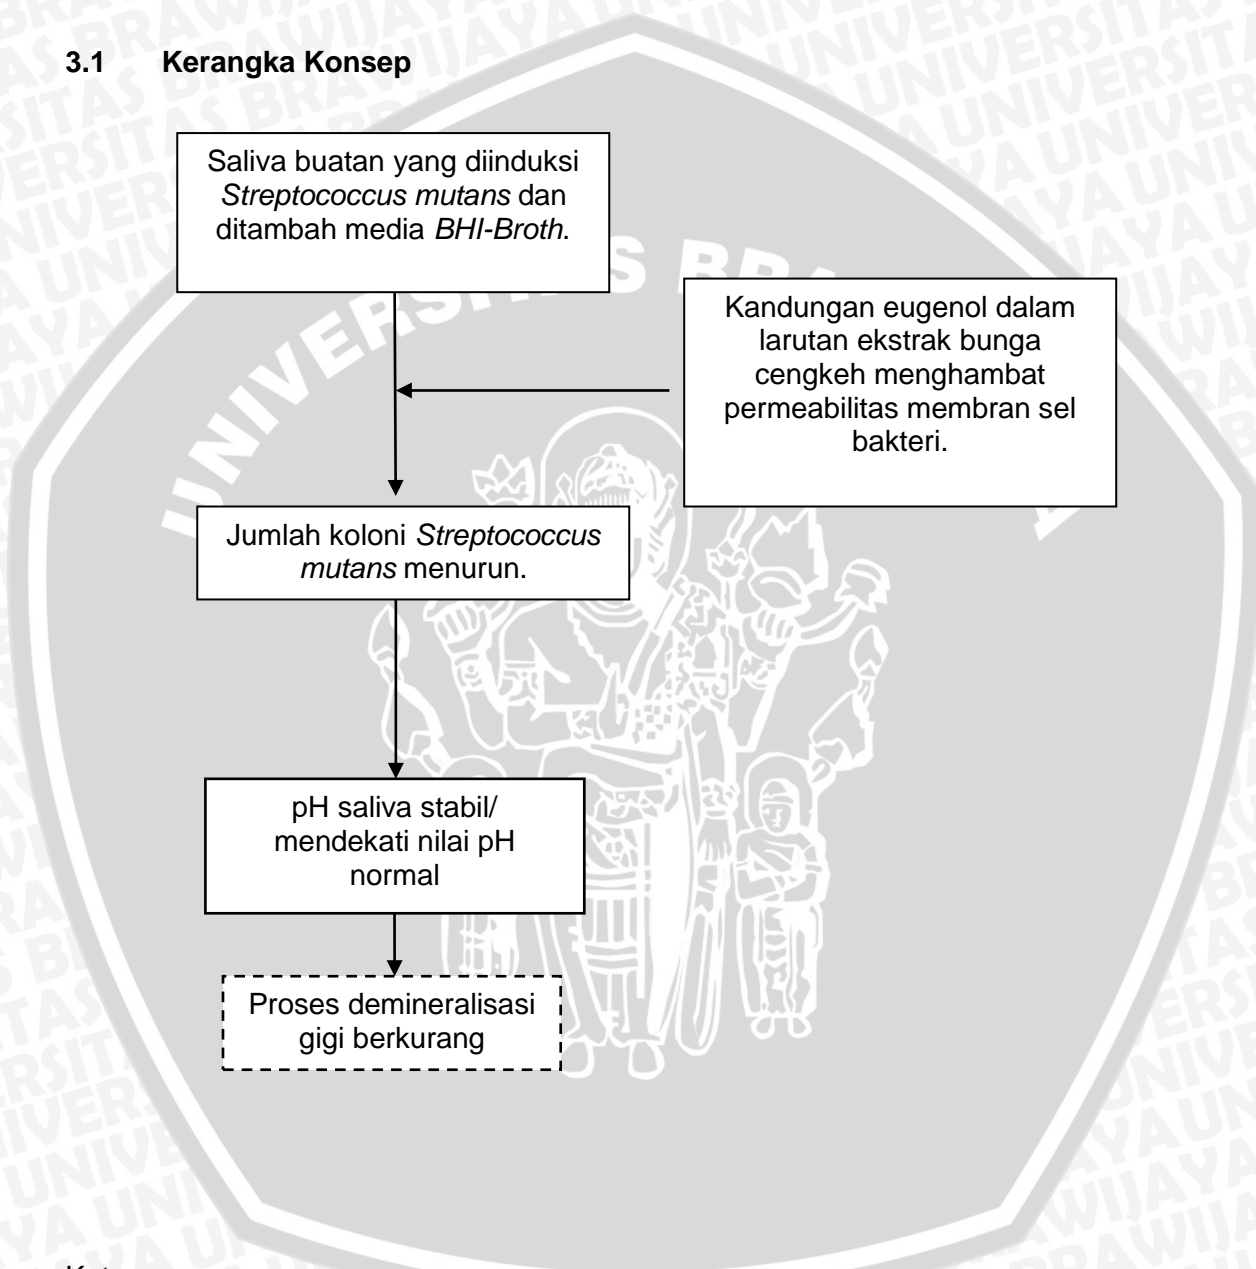 3.1 Kerangka Konsep
Saliva buatan yang diinduksi
Streptococcus mutans dan
ditambah media BHI-Broth.
Kandungan eugenol dalam
larutan ekstrak bunga
cengkeh menghambat
permeabilitas membran sel
bakteri.
Jumlah koloni Streptococcus
mutans menurun.
pH saliva stabil/
mendekati nilai pH
normal
Proses demineralisasi
gigi berkurang